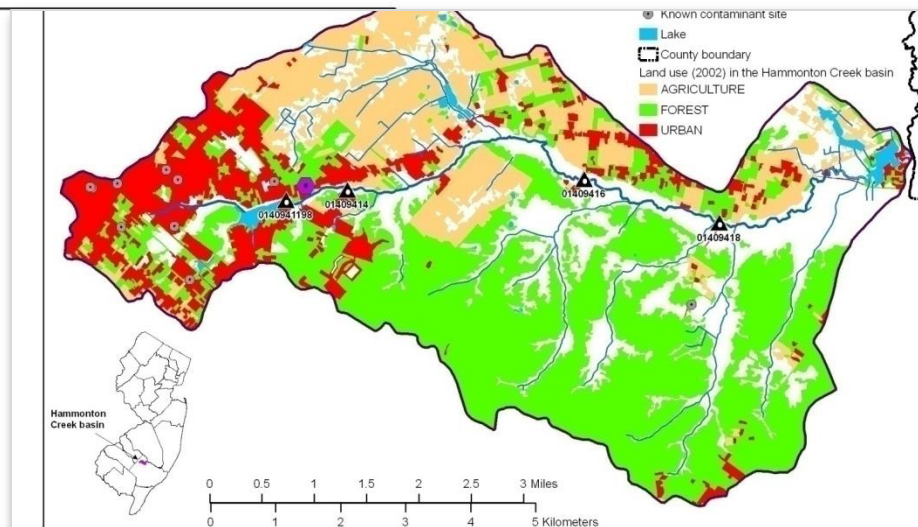 Known contaminant site
Lake
County boundary
Land use (2002) in the Hammonton Creek basin
AGRICULTURE
FOREST
URBAN
0140941198
01409414
01409416
01409418
Hammonton
Creek basin
0 0.5 1 1.5 2 2.5 3 Miles
0 1 2 3 4 5 Kilometers